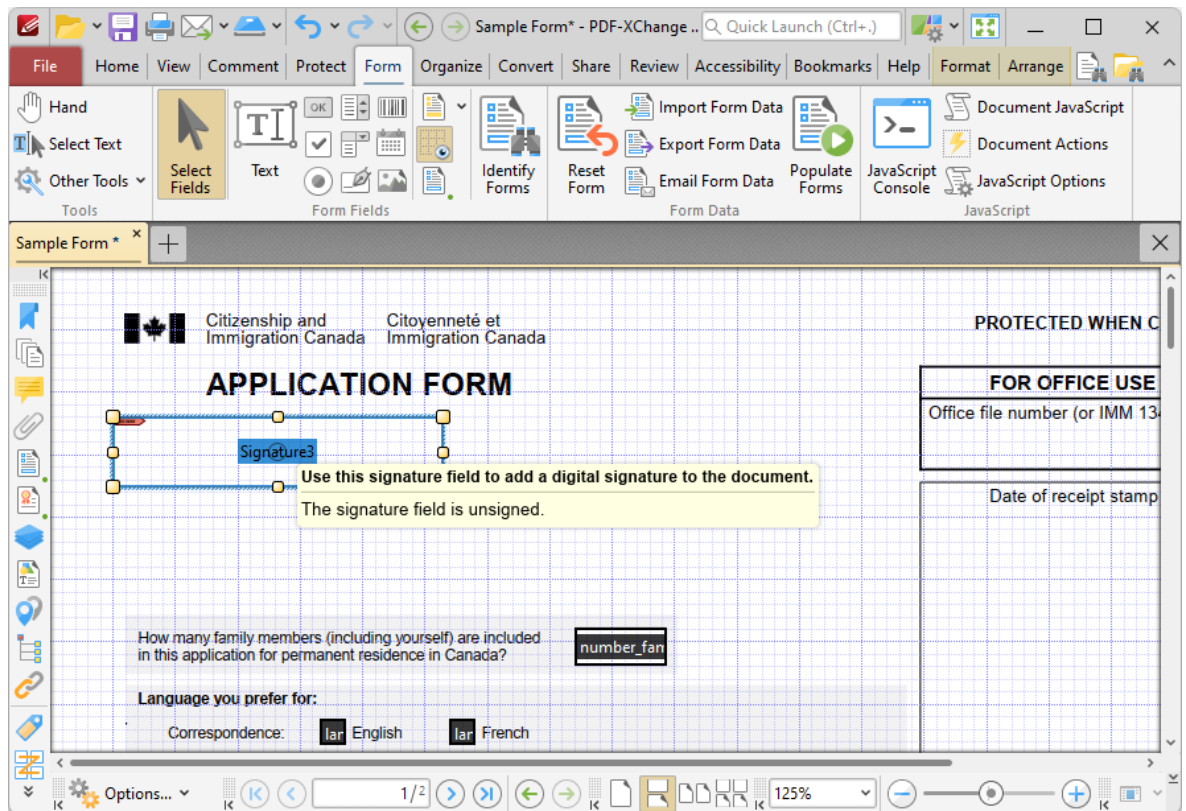 Sample Form* - PDF-XChange ..
Quick Launch (Ctrl+.)
File Home View Comment Protect Form Organize Convert Share Review Accessibility Bookmarks Help Format Arrange
Hand
Select Text
Other Tools
Tools
Select Fields
Text
OK
Form Fields
Identify Forms
Reset Form
Import Form Data
Export Form Data
Email Form Data
Populate Forms
Form Data
JavaScript Console
Document JavaScript
Document Actions
JavaScript Options
JavaScript
Sample Form *
Citizenship and
Immigration Canada
Citoyenneté et
Immigration Canada
PROTECTED WHEN C
APPLICATION FORM
FOR OFFICE USE
Office file number (or IMM 134
Signature3
Use this signature field to add a digital signature to the document.
The signature field is unsigned.
Date of receipt stamp
How many family members (including yourself) are included
in this application for permanent residence in Canada?
number_fam
Language you prefer for:
Correspondence: lar English lar French
Options... 1/2 125%